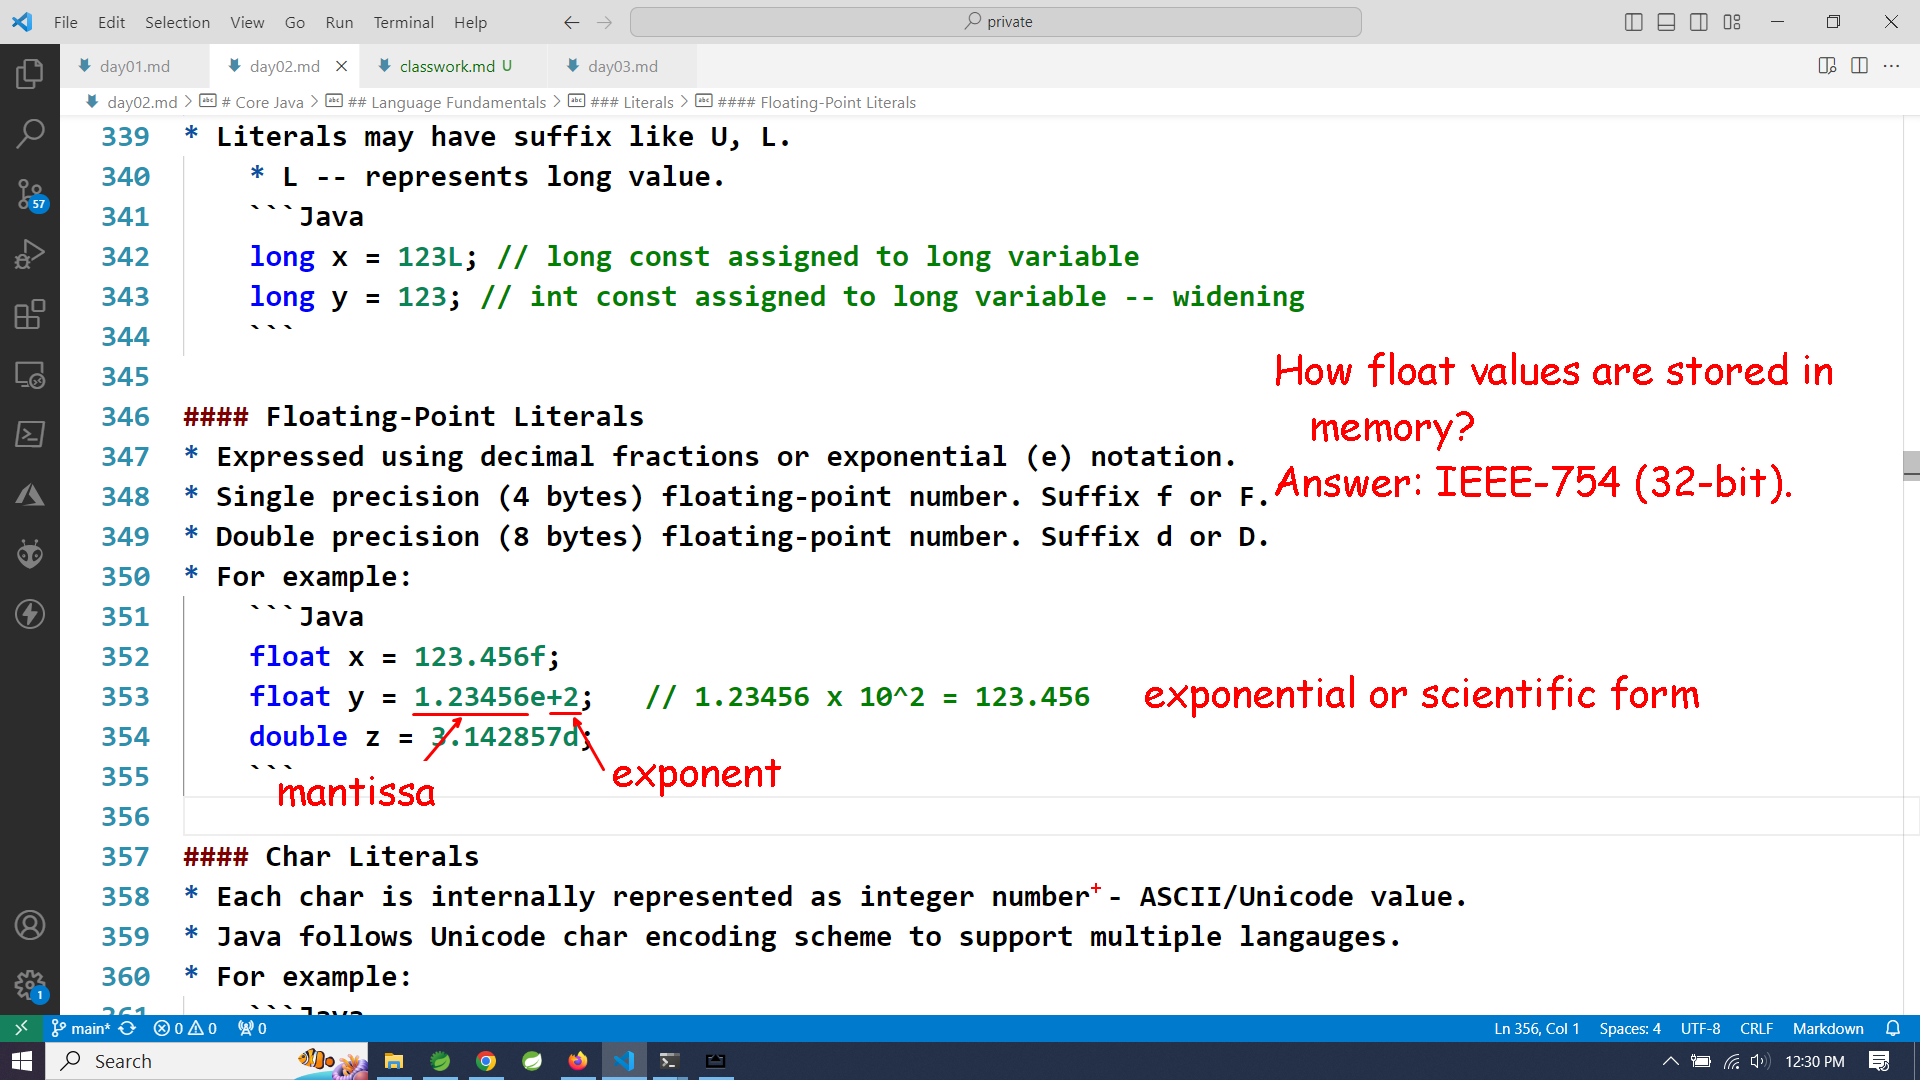 File Edit Selection View Go Run Terminal Help
private
day01.md
day02.md
classwork.md U
day03.md
day02.md > # Core Java > ## Language Fundamentals > ### Literals > #### Floating-Point Literals
339 * Literals may have suffix like U, L.
340 * L -- represents long value.
341 ```Java
342 long x = 123L; // long const assigned to long variable
343 long y = 123; // int const assigned to long variable -- widening
344 ```
345
How float values are stored in
memory?
Answer: IEEE-754 (32-bit).
346 #### Floating-Point Literals
347 * Expressed using decimal fractions or exponential (e) notation.
348 * Single precision (4 bytes) floating-point number. Suffix f or F.
349 * Double precision (8 bytes) floating-point number. Suffix d or D.
350 * For example:
351 ```Java
352 float x = 123.456f;
353 float y = 1.23456e+2; // 1.23456 x 10^2 = 123.456
exponential or scientific form
354 double z = 3.142857d;
355 ```
mantissa
exponent
356
357 #### Char Literals
358 * Each char is internally represented as integer number - ASCII/Unicode value.
359 * Java follows Unicode char encoding scheme to support multiple langauges.
360 * For example:
361 ```Java
57
1
main* 0 0 0
Ln 356, Col 1 Spaces: 4 UTF-8 CRLF Markdown
Search
12:30 PM